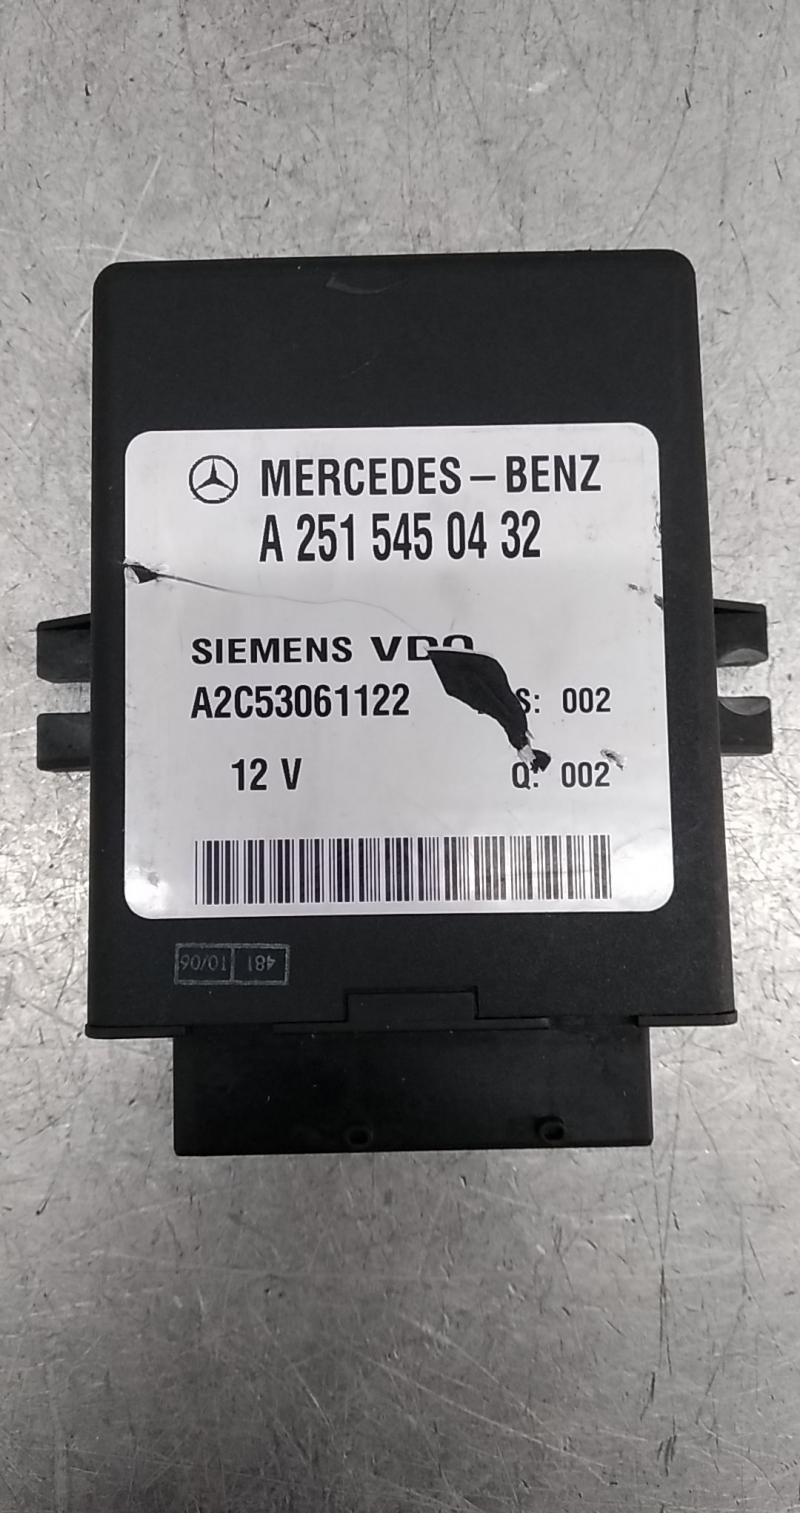 MERCEDES – BENZ
A 251 545 04 32
SIEMENS VDO
A2C53061122 S: 002
12 V Q: 002
481 10/06